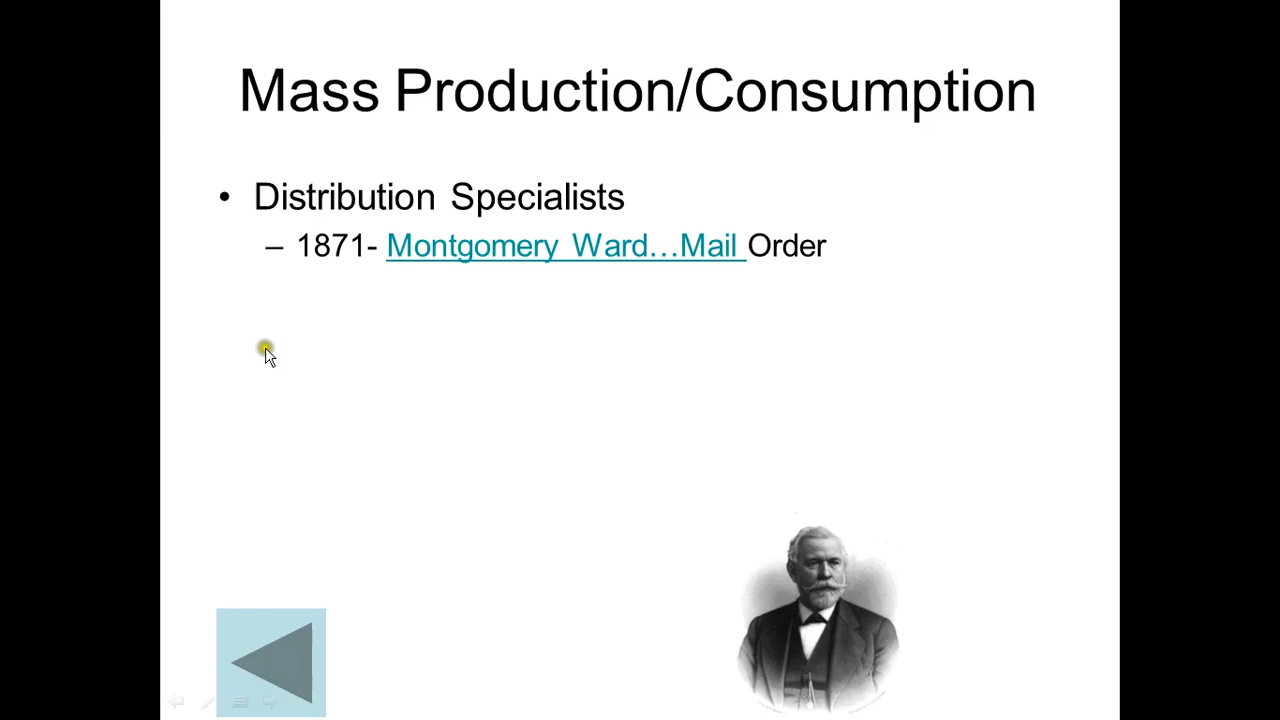 Mass Production/Consumption
• Distribution Specialists
– 1871- Montgomery Ward…Mail Order